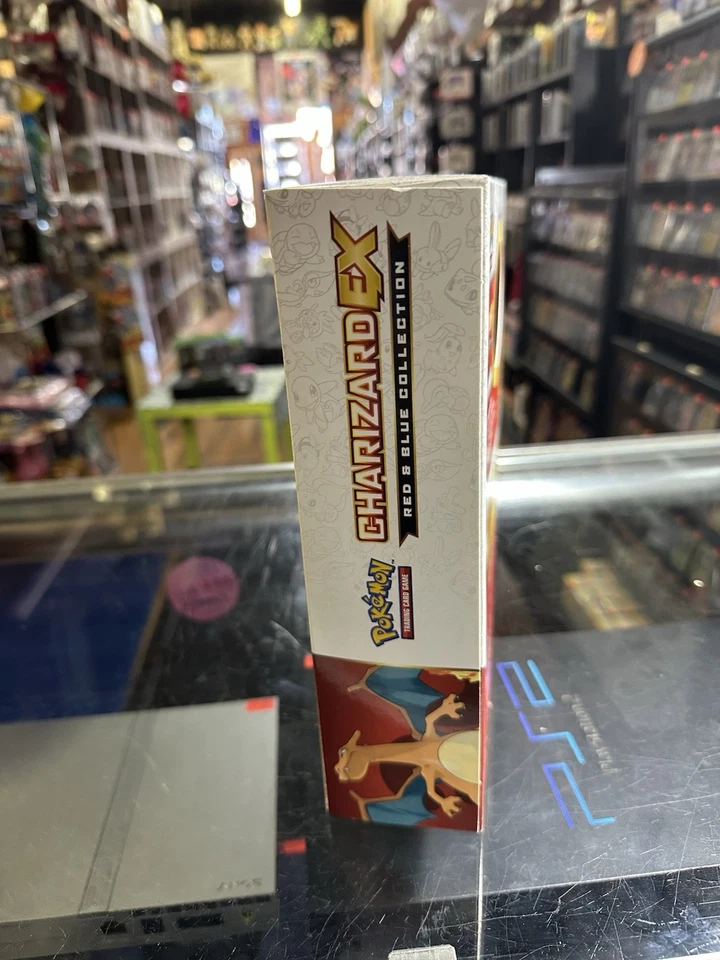 CHARIZARD EX
RED & BLUE COLLECTION
Pokémon
TRADING CARD GAME
PS2